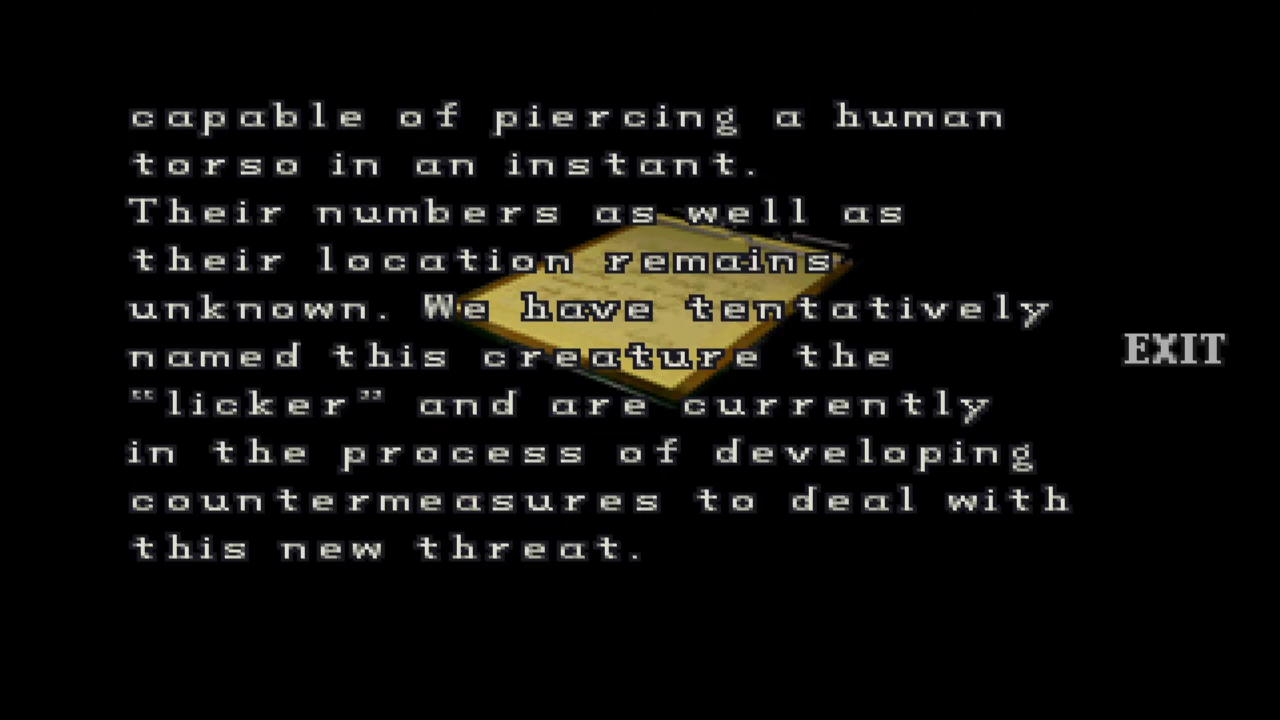 capable of piercing a human
torso in an instant.
Their numbers as well as
their location remains
unknown. We have tentatively
named this creature the
“licker” and are currently
in the process of developing
countermeasures to deal with
this new threat.
EXIT